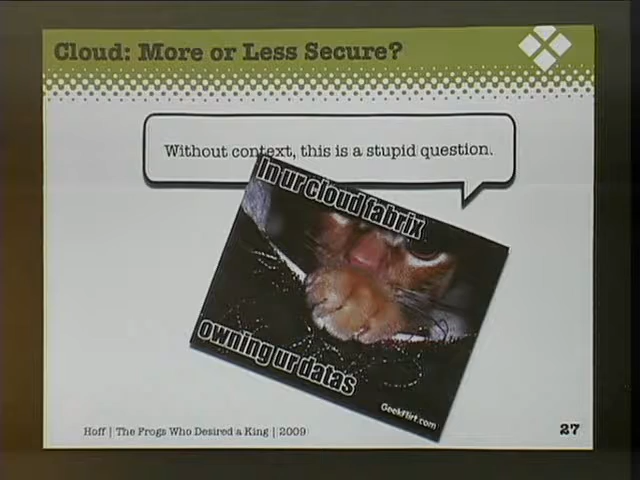 Cloud: More or Less Secure?
Without context, this is a stupid question.
In ur cloud fabrix
owning ur datas
GeekFlirt.com
Hoff | The Frogs Who Desired a King | 2009
27